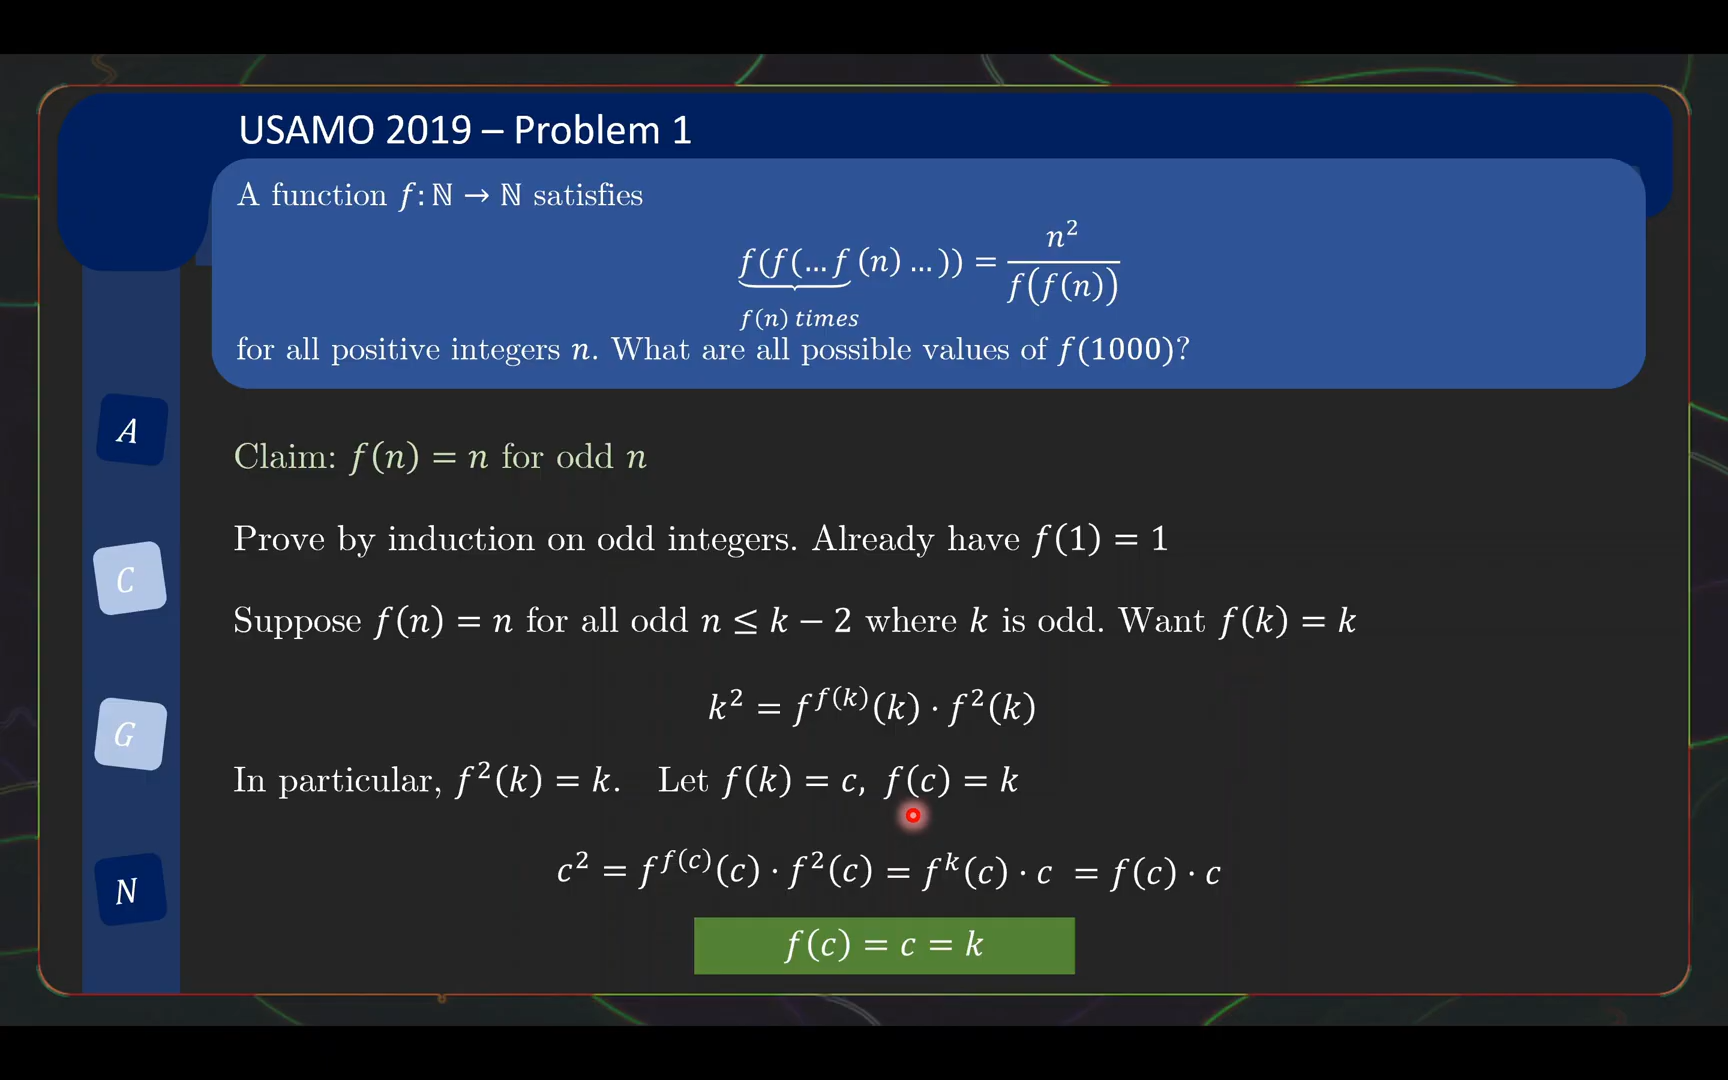 USAMO 2019 – Problem 1
A function f: ℕ → ℕ satisfies
f(f(…f (n) …)) = n² / f(f(n))
f(n) times
for all positive integers n. What are all possible values of f(1000)?
A
Claim: f(n) = n for odd n
Prove by induction on odd integers. Already have f(1) = 1
C
Suppose f(n) = n for all odd n ≤ k − 2 where k is odd. Want f(k) = k
k² = f^{f(k)}(k) · f²(k)
G
In particular, f²(k) = k. Let f(k) = c, f(c) = k
c² = f^{f(c)}(c) · f²(c) = f^k(c) · c = f(c) · c
N
f(c) = c = k